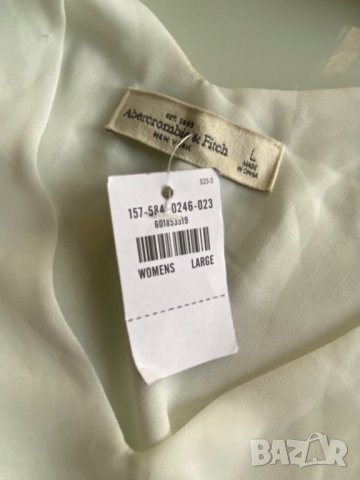 EST. 1892
Abercrombie & Fitch
NEW YORK
L
MADE
IN CHINA
S23-3
157-584-0246-023
601853519
WOMENS LARGE
BAZAR